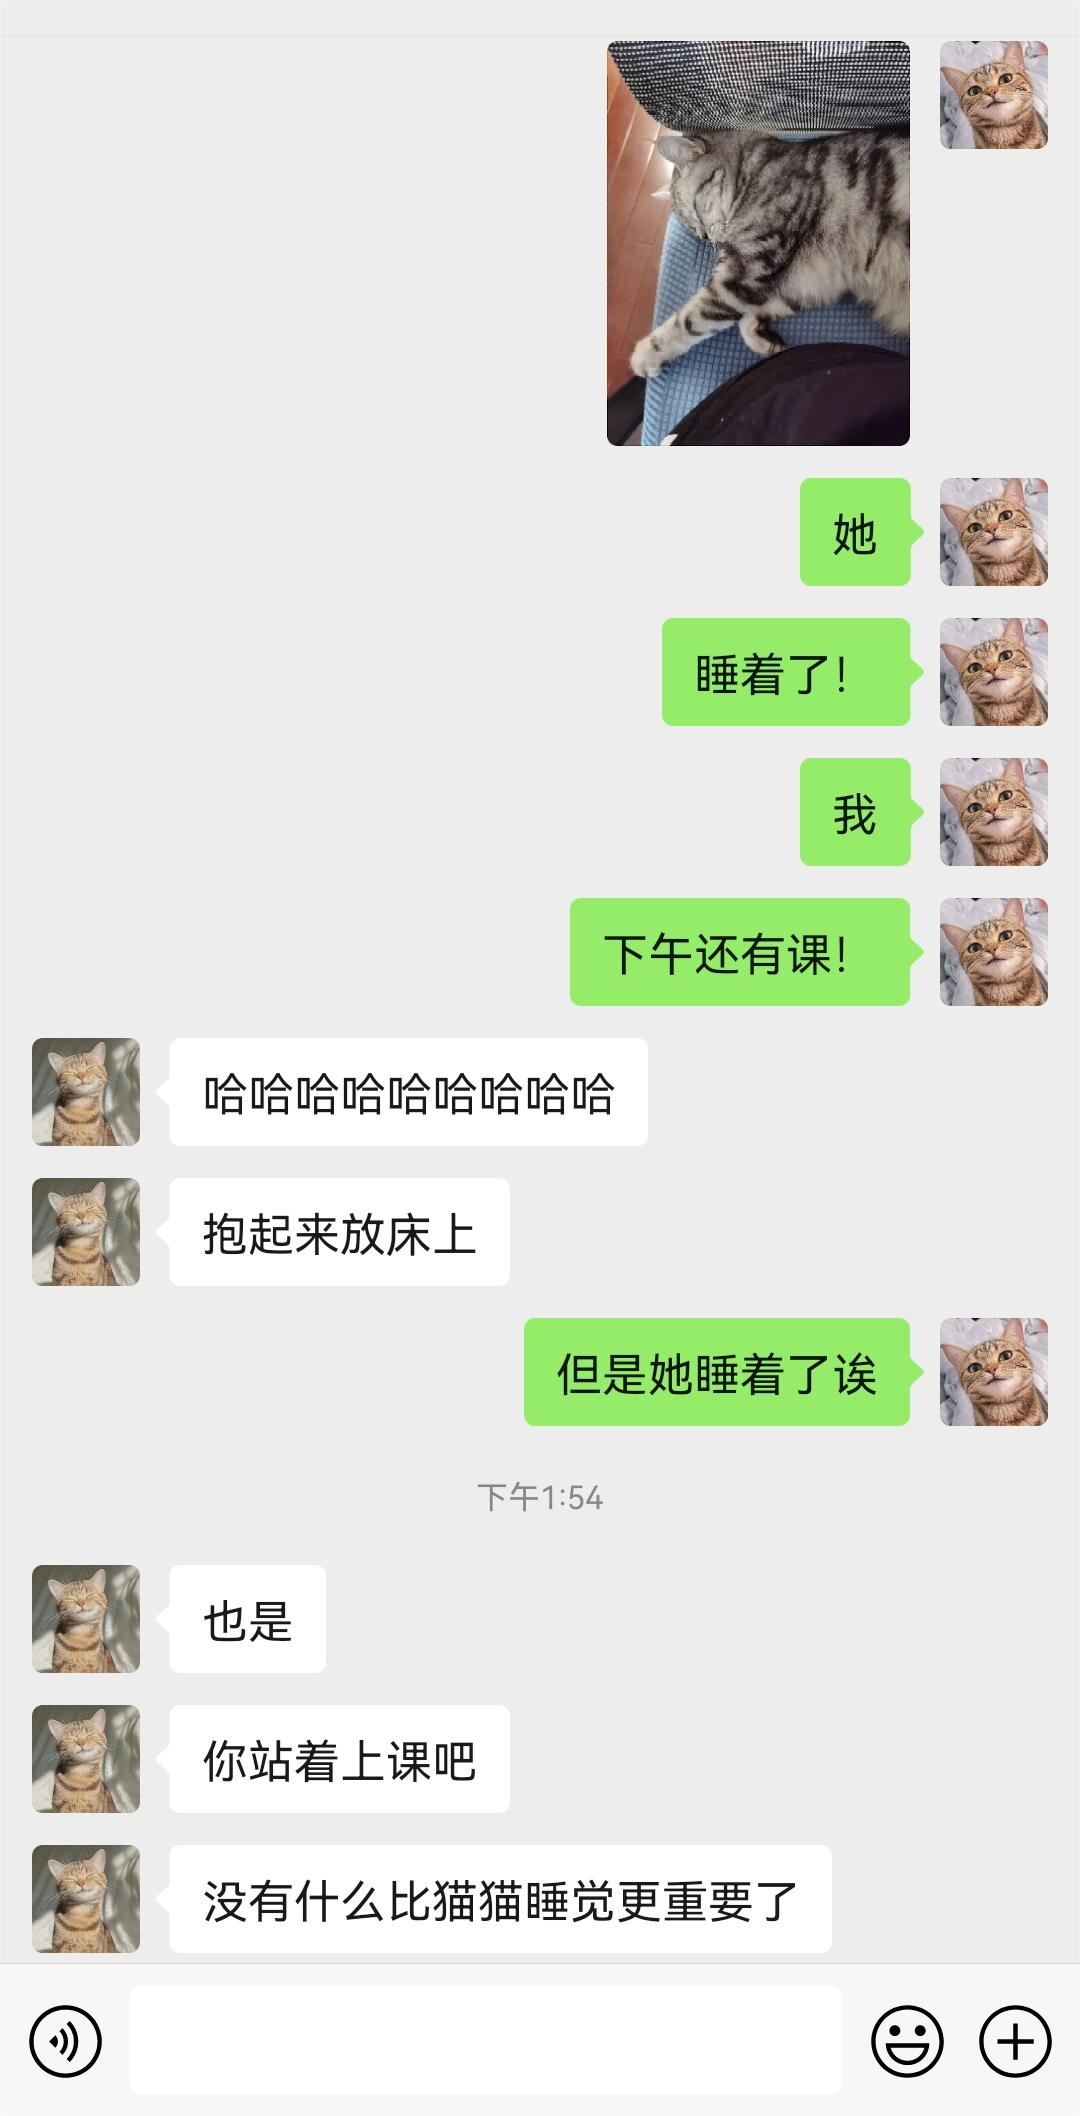 她
睡着了！
我
下午还有课！
哈哈哈哈哈哈哈哈哈
抱起来放床上
但是她睡着了诶
下午1:54
也是
你站着上课吧
没有什么比猫猫睡觉更重要了